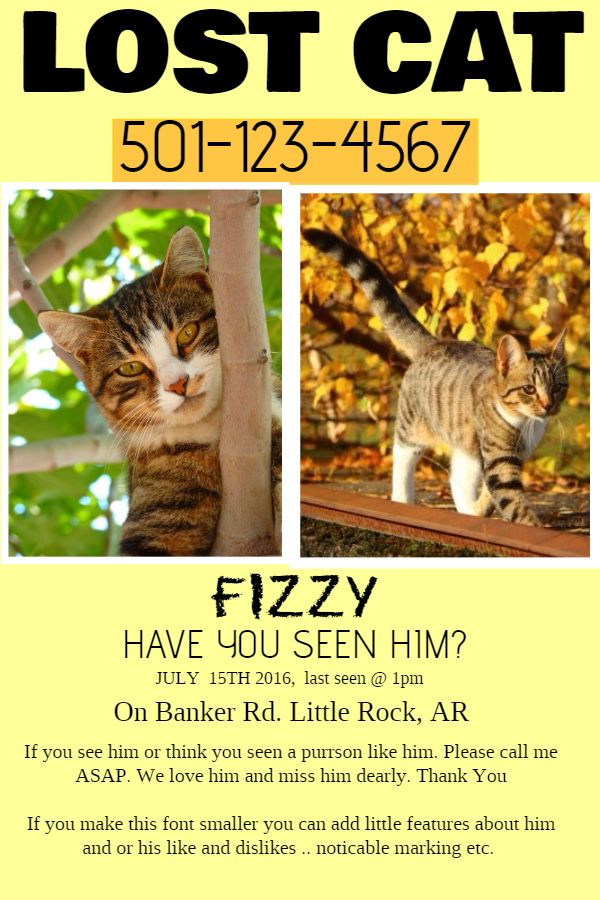 LOST CAT
501-123-4567
FIZZY
HAVE YOU SEEN HIM?
JULY 15TH 2016, last seen @ 1pm
On Banker Rd. Little Rock, AR
If you see him or think you seen a purrson like him. Please call me
ASAP. We love him and miss him dearly. Thank You
If you make this font smaller you can add little features about him
and or his like and dislikes .. noticable marking etc.